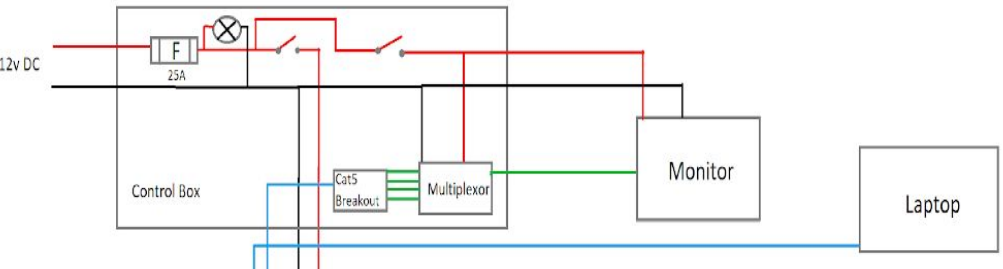 12v DC
F
25A
Control Box
Cat5
Breakout
Multiplexor
Monitor
Laptop